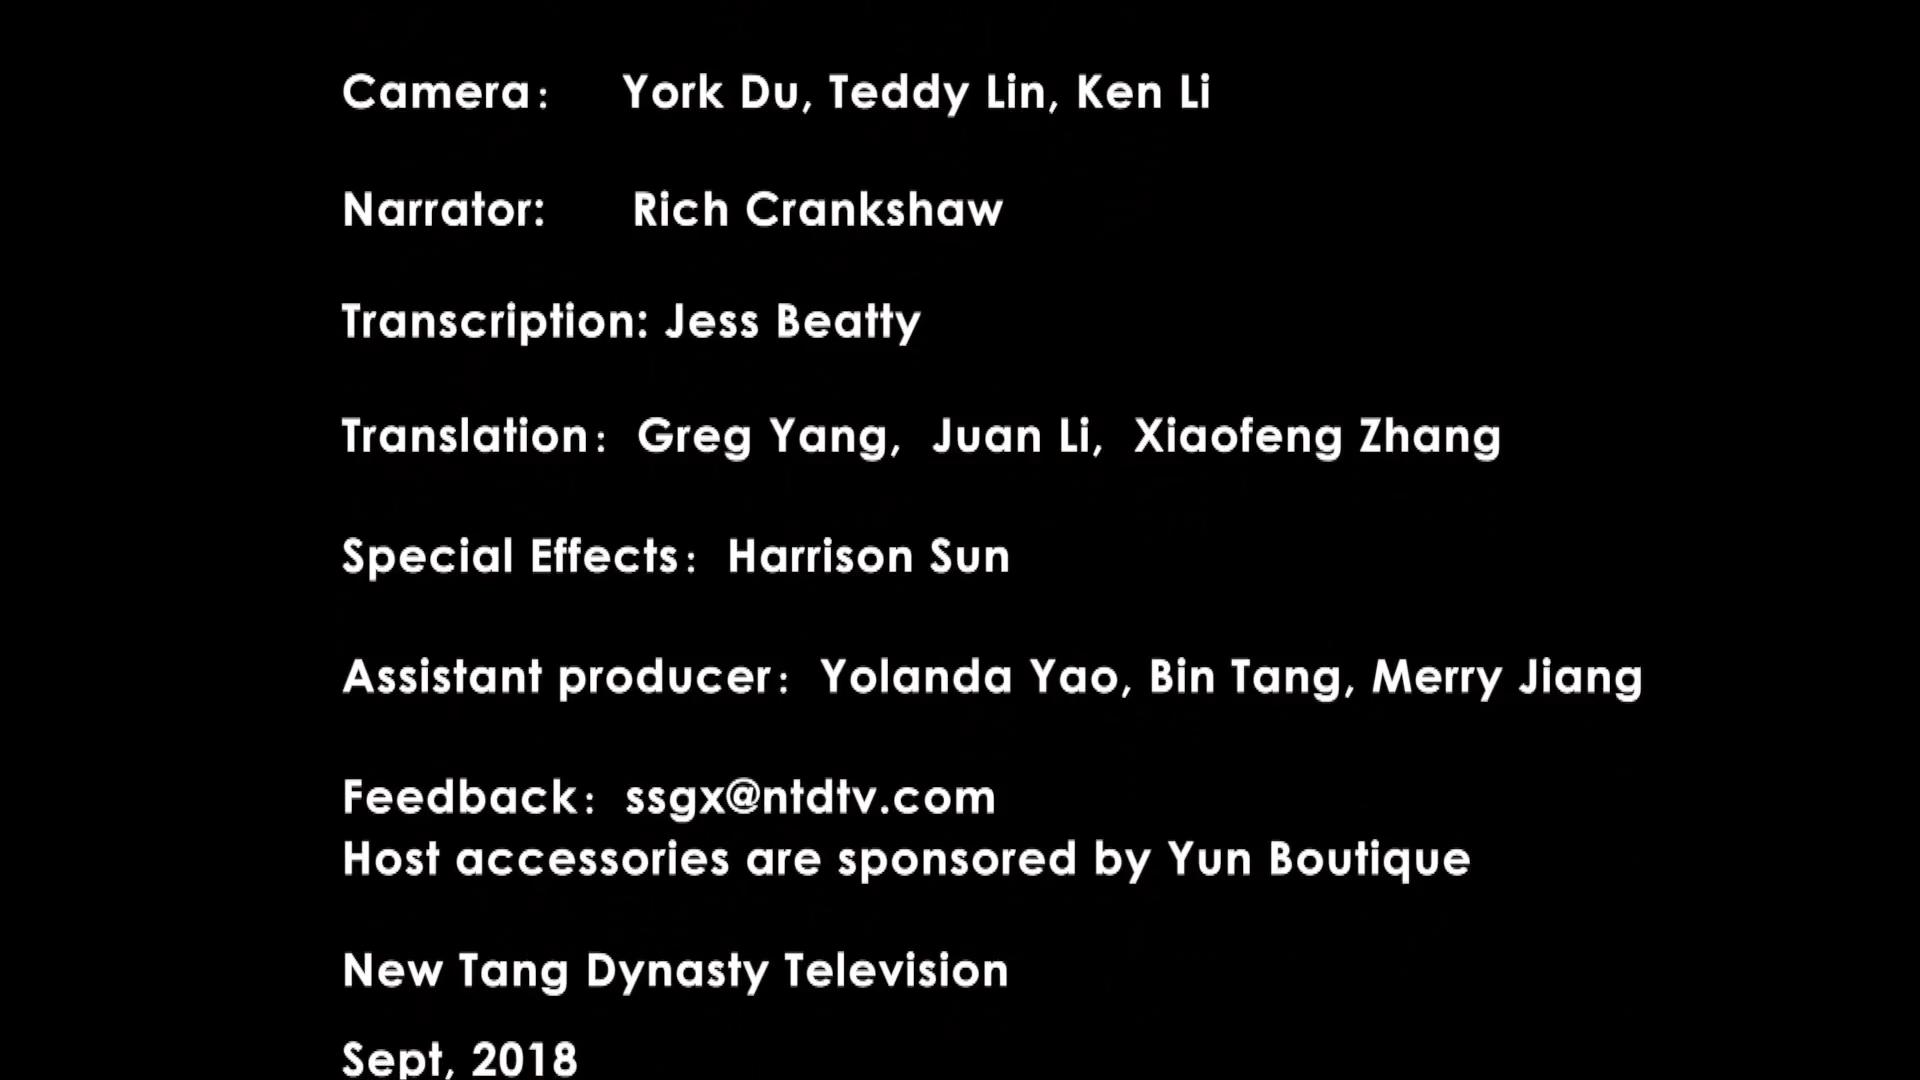 Camera： York Du, Teddy Lin, Ken Li
Narrator: Rich Crankshaw
Transcription: Jess Beatty
Translation： Greg Yang, Juan Li, Xiaofeng Zhang
Special Effects： Harrison Sun
Assistant producer： Yolanda Yao, Bin Tang, Merry Jiang
Feedback： ssgx@ntdtv.com
Host accessories are sponsored by Yun Boutique
New Tang Dynasty Television
Sept, 2018